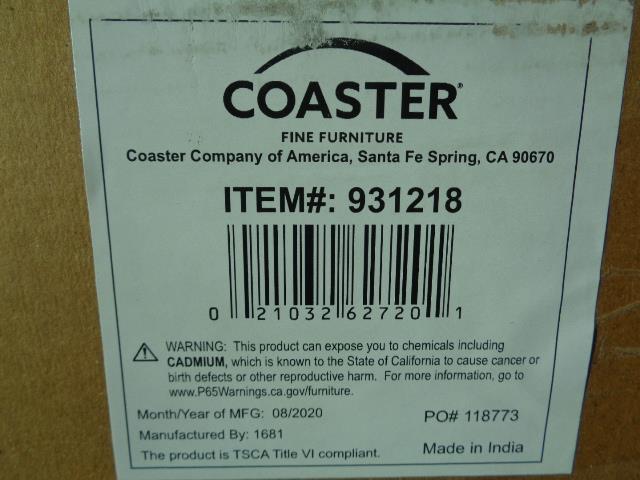 COASTER®
FINE FURNITURE
Coaster Company of America, Santa Fe Spring, CA 90670
ITEM#: 931218
0 21032 62720 1
WARNING: This product can expose you to chemicals including
CADMIUM, which is known to the State of California to cause cancer or
birth defects or other reproductive harm. For more information, go to
www.P65Warnings.ca.gov/furniture.
Month/Year of MFG: 08/2020
PO# 118773
Manufactured By: 1681
Made in India
The product is TSCA Title VI compliant.